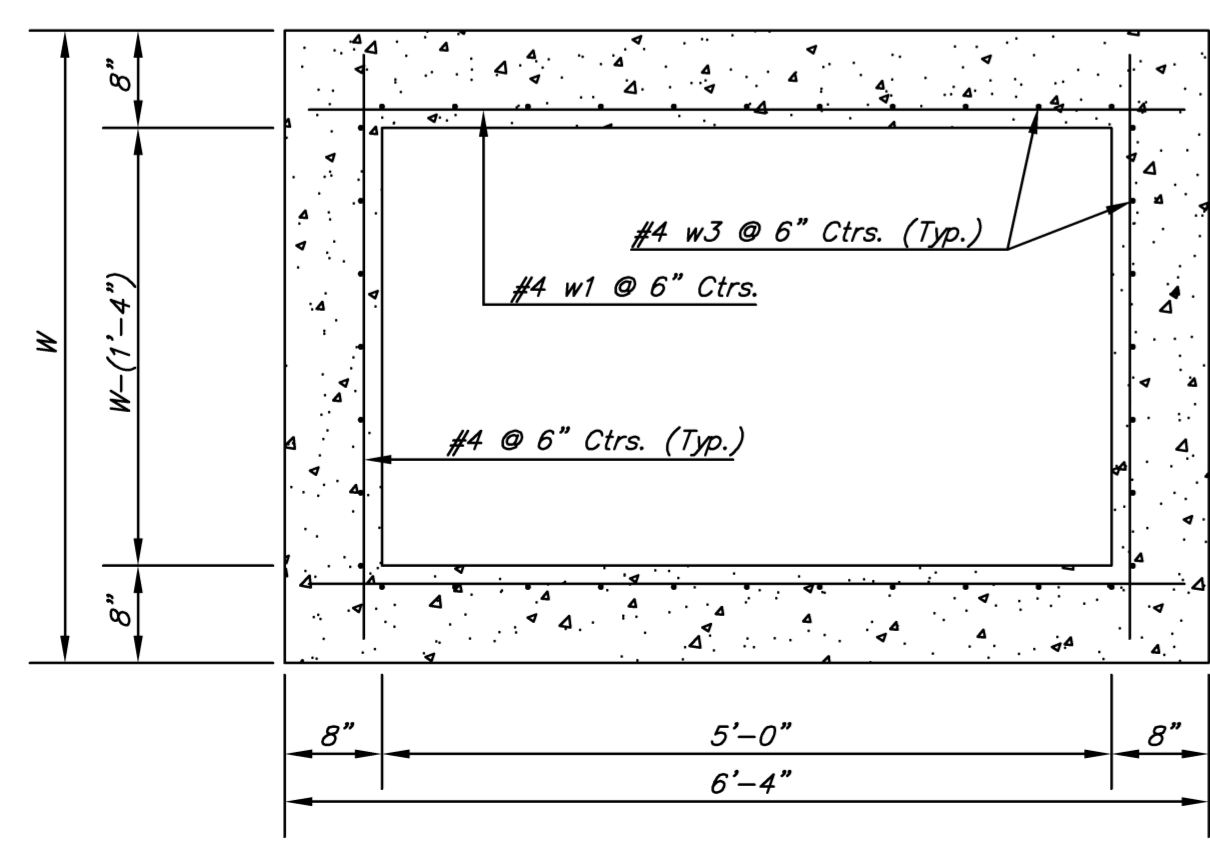 8"
W
W-(1'-4")
8"
#4 w3 @ 6" Ctrs. (Typ.)
#4 w1 @ 6" Ctrs.
#4 @ 6" Ctrs. (Typ.)
8"
5'-0"
8"
6'-4"